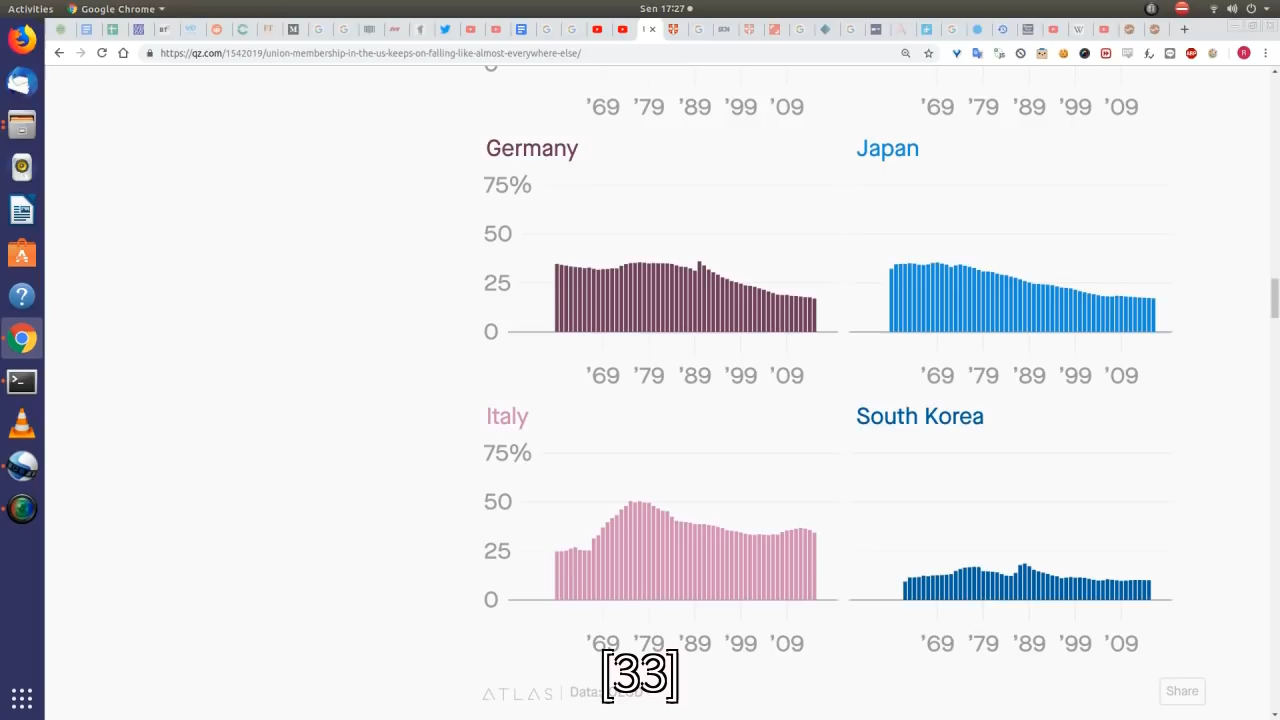 Activities Google Chrome Sen 17:27
https://qz.com/1542019/union-membership-in-the-us-keeps-on-falling-like-almost-everywhere-else/
0
'69 '79 '89 '99 '09 '69 '79 '89 '99 '09
Germany Japan
75%
50
25
0
'69 '79 '89 '99 '09 '69 '79 '89 '99 '09
Italy South Korea
75%
50
25
0
'69 '79 '89 '99 '09 '69 '79 '89 '99 '09
[33]
ATLAS | Data: Share